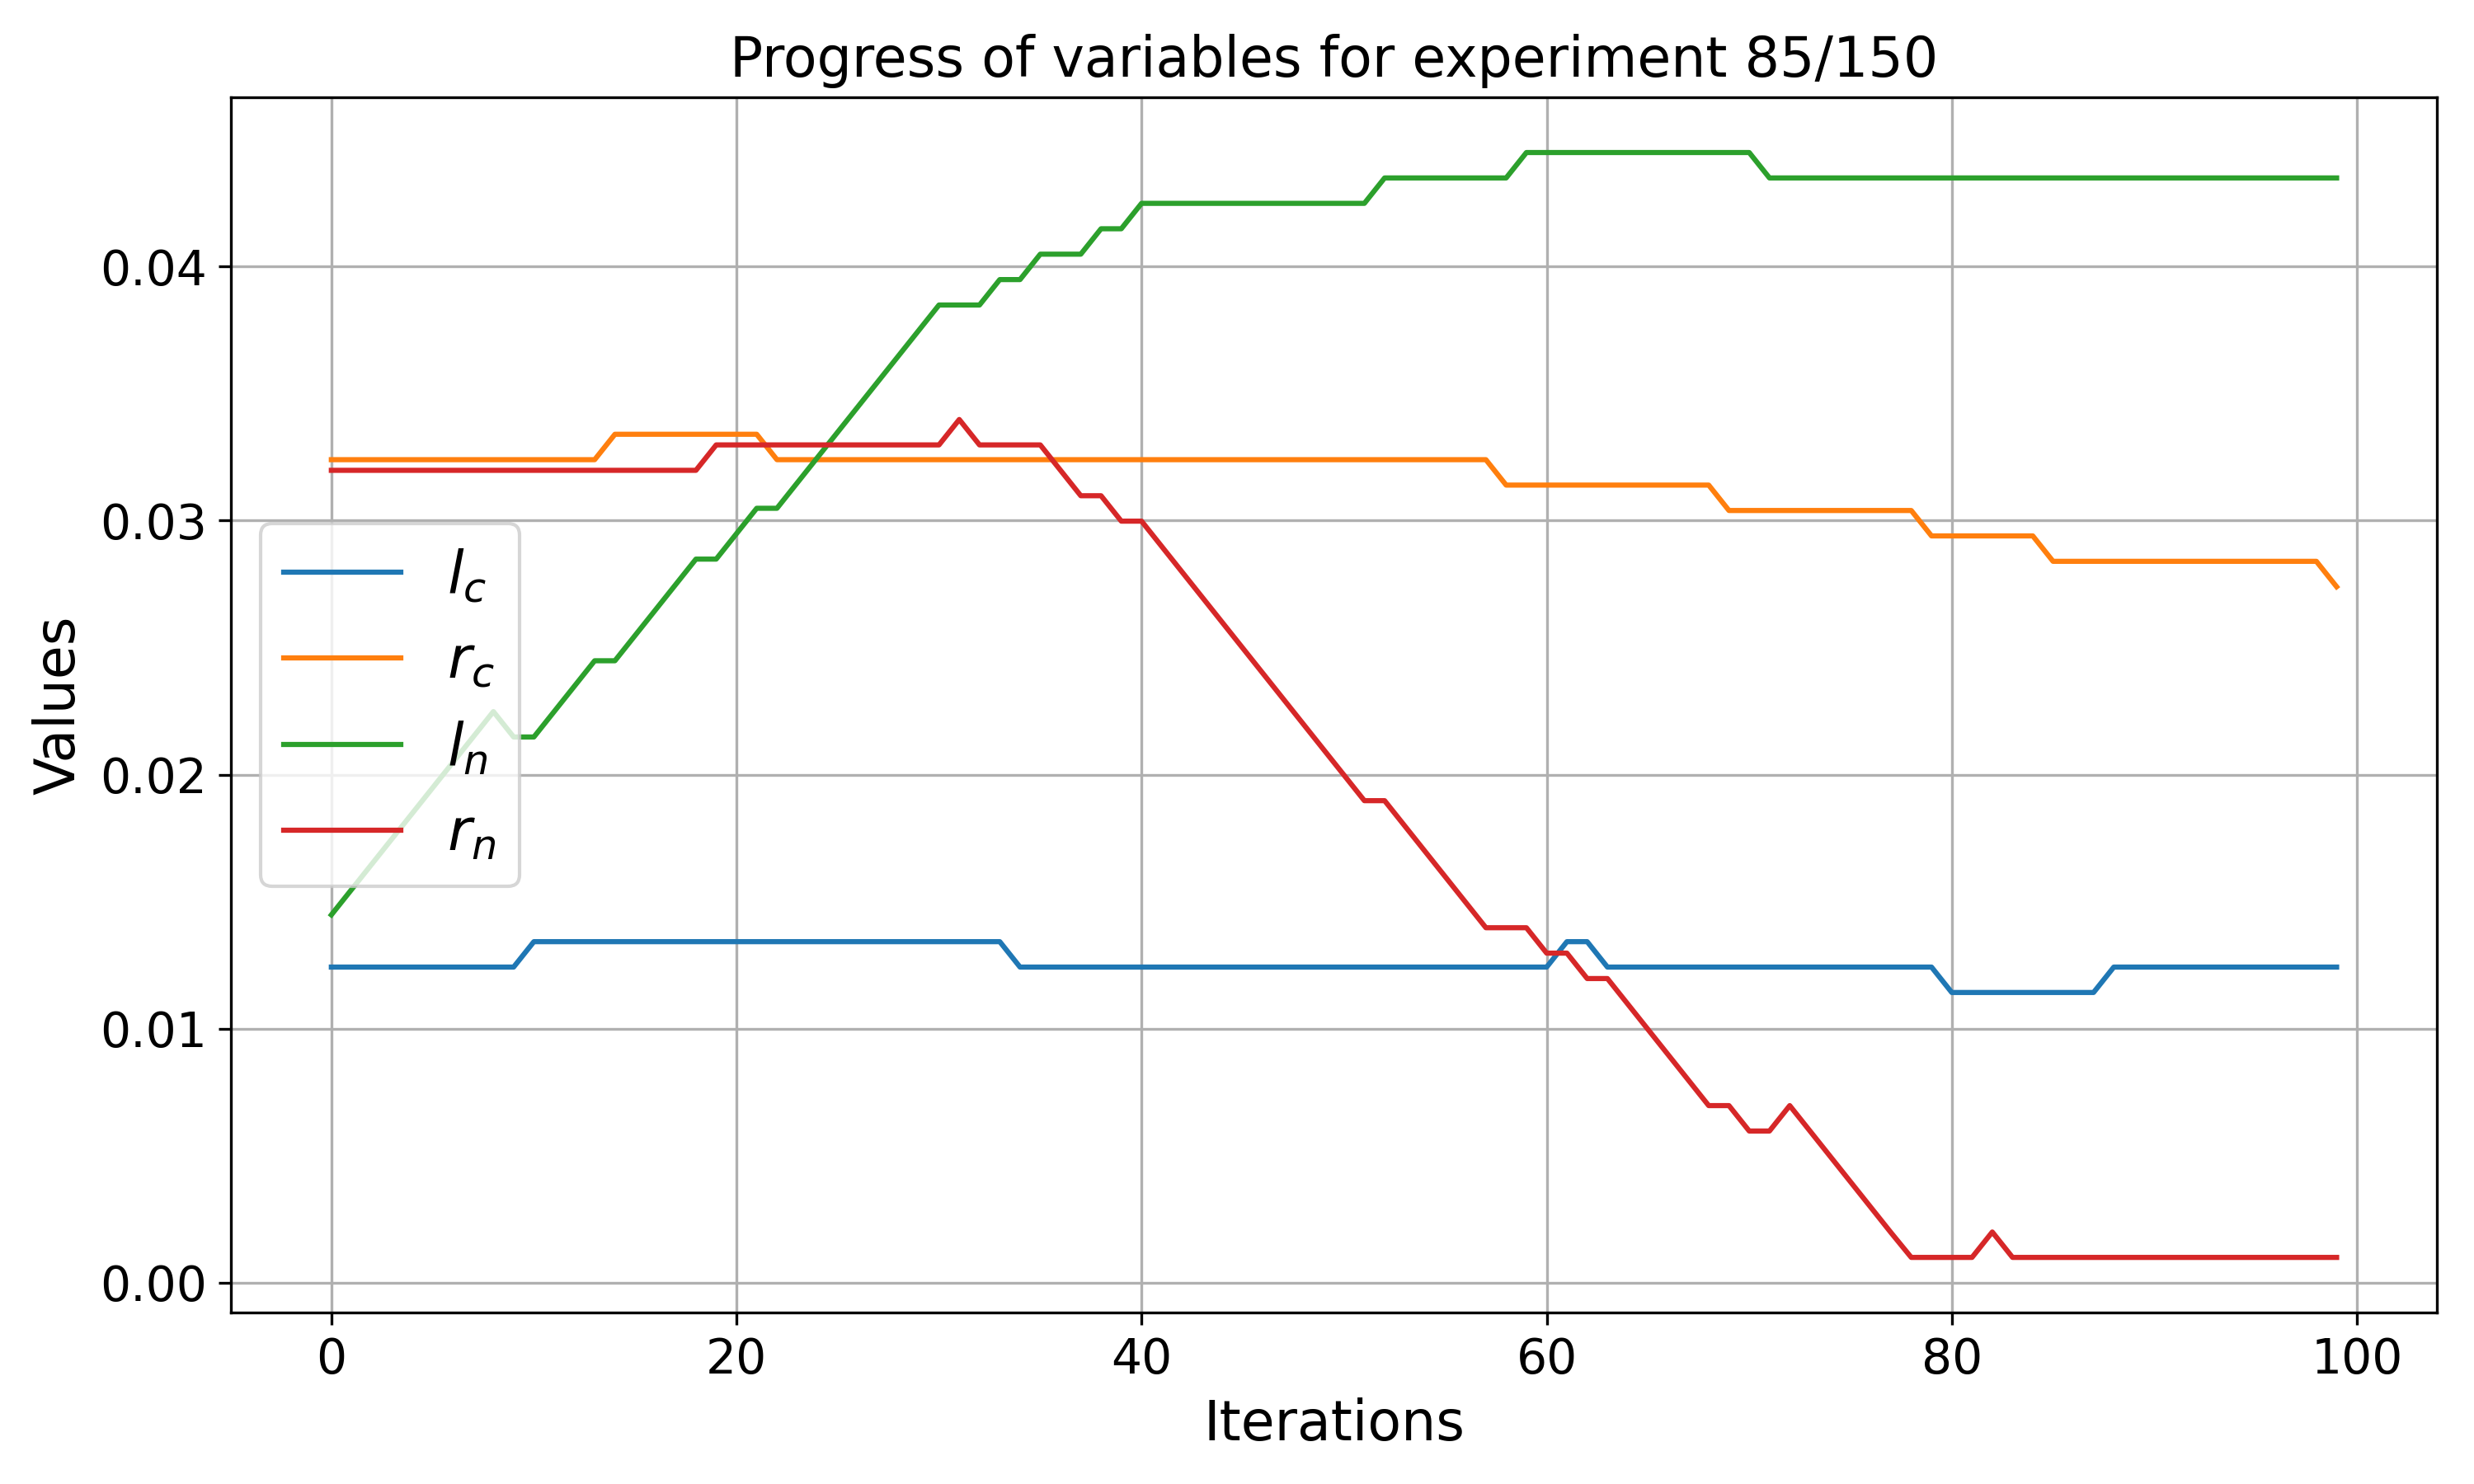 Progress of variables for experiment 85/150
Values
0.04
0.03
0.02
0.01
0.00
l_c
r_c
l_n
r_n
0 20 40 60 80 100
Iterations